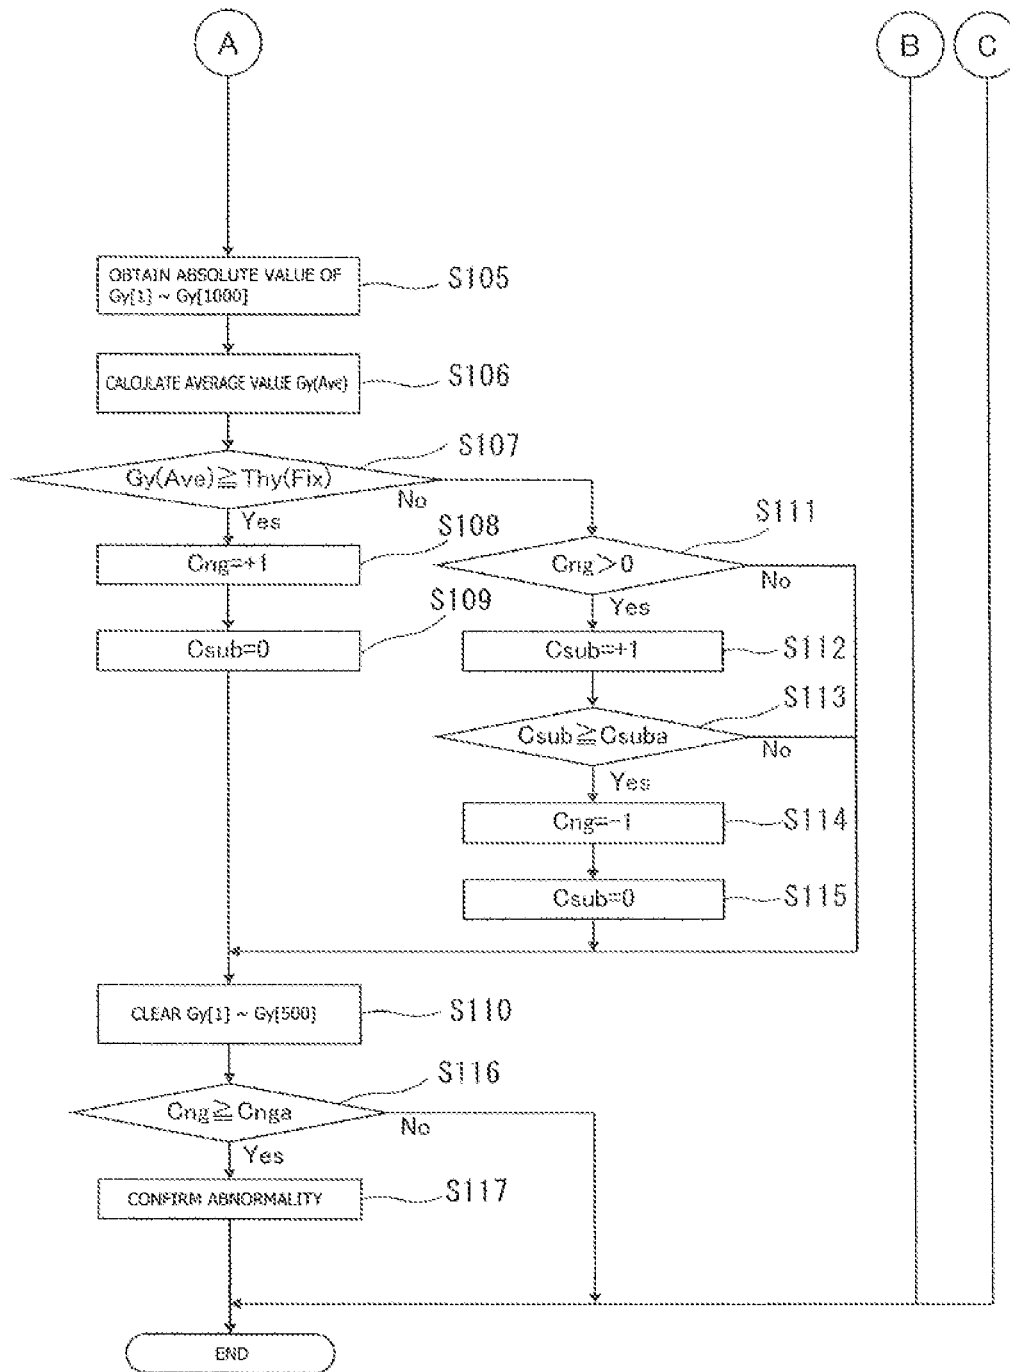 A
B
C
OBTAIN ABSOLUTE VALUE OF
Gy[1] ~ Gy[1000]
S105
CALCULATE AVERAGE VALUE Gy(Ave)
S106
S107
Gy(Ave)≧Thy(Fix)
No
Yes
S108
Cng=+1
S109
Csub=0
S111
Cng>0
No
Yes
Csub=+1
S112
S113
Csub≧Csuba
No
Yes
Cng=-1
S114
Csub=0
S115
CLEAR Gy[1] ~ Gy[500]
S110
S116
Cng≧Cnga
No
Yes
CONFIRM ABNORMALITY
S117
END